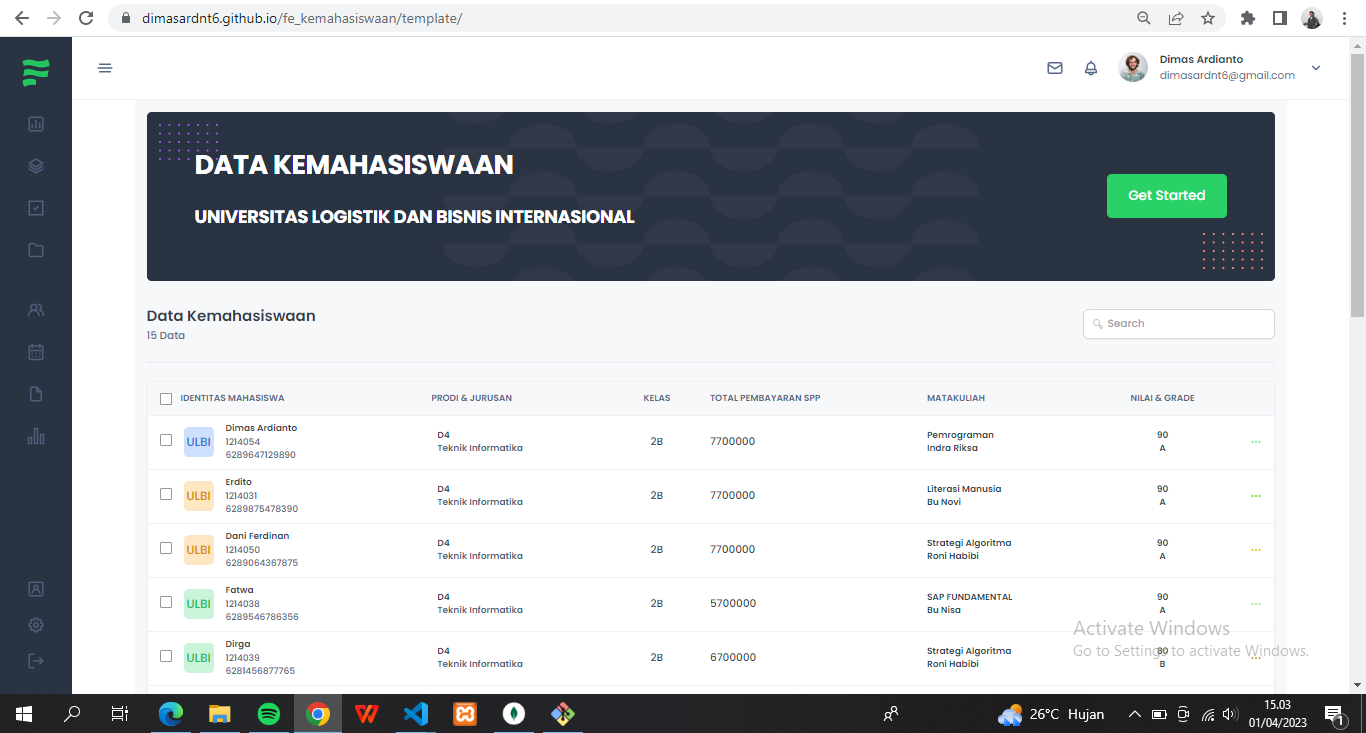 dimasardnt6.github.io/fe_kemahasiswaan/template/
Dimas Ardianto
dimasardnt6@gmail.com
DATA KEMAHASISWAAN
UNIVERSITAS LOGISTIK DAN BISNIS INTERNASIONAL
Get Started
Data Kemahasiswaan
15 Data
Search
IDENTITAS MAHASISWA PRODI & JURUSAN KELAS TOTAL PEMBAYARAN SPP MATAKULIAH NILAI & GRADE
Dimas Ardianto
ULBI 1214054 D4 2B 7700000 Pemrograman 90
6289647129890 Teknik Informatika Indra Riksa A
Erdito
ULBI 1214031 D4 2B 7700000 Literasi Manusia 90
6289875478390 Teknik Informatika Bu Novi A
Dani Ferdinan
ULBI 1214050 D4 2B 7700000 Strategi Algoritma 90
6289064367875 Teknik Informatika Roni Habibi A
Fatwa
ULBI 1214038 D4 2B 5700000 SAP FUNDAMENTAL 90
6289546786356 Teknik Informatika Bu Nisa A
Dirga
ULBI 1214039 D4 2B 6700000 Strategi Algoritma 80
6281456877765 Teknik Informatika Roni Habibi B
Activate Windows
Go to Settings to activate Windows.
26°C Hujan
15.03
01/04/2023
1